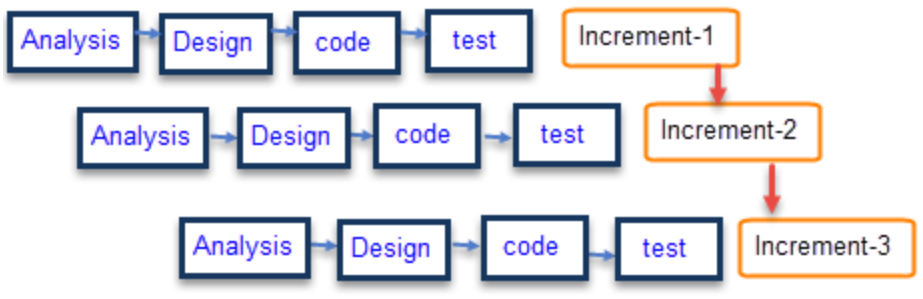 Analysis Design code test Increment-1
Analysis Design code test Increment-2
Analysis Design code test Increment-3